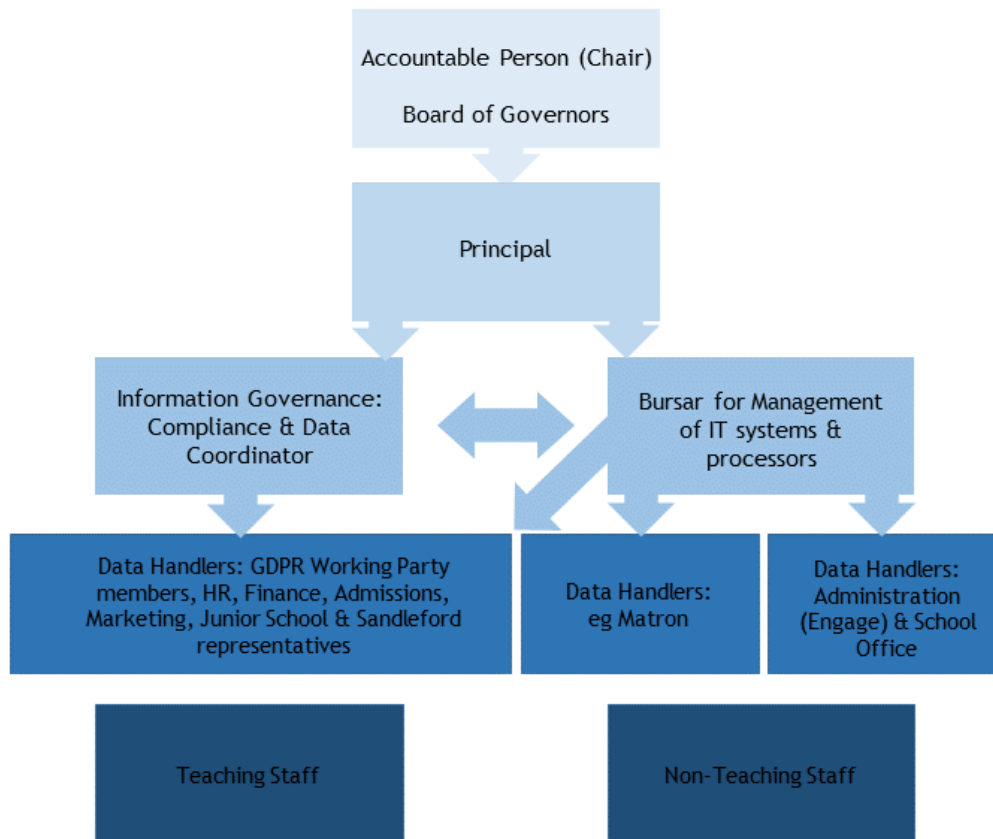 Accountable Person (Chair)
Board of Governors
Principal
Information Governance:
Compliance & Data
Coordinator
Bursar for Management
of IT systems &
processors
Data Handlers: GDPR Working Party
members, HR, Finance, Admissions,
Marketing, Junior School & Sandleford
representatives
Data Handlers:
eg Matron
Data Handlers:
Administration
(Engage) & School
Office
Teaching Staff
Non-Teaching Staff